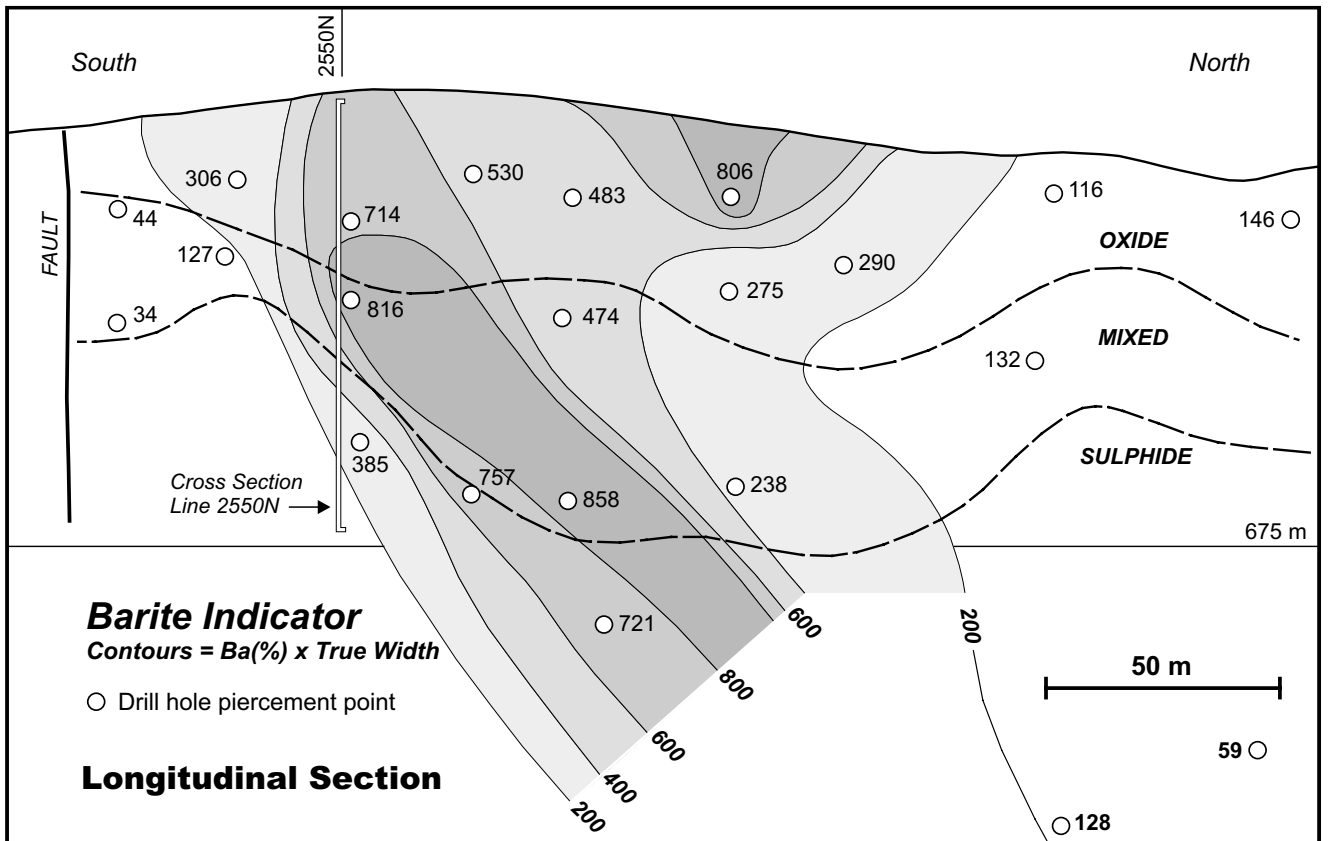 South
2550N
North
306
530
483
806
116
44
714
146
FAULT
127
OXIDE
290
275
816
34
474
MIXED
132
385
SULPHIDE
757
238
858
Cross Section
Line 2550N
675 m
Barite Indicator
Contours = Ba(%) x True Width
721
600
200
50 m
800
Drill hole piercement point
600
59
Longitudinal Section
400
200
128